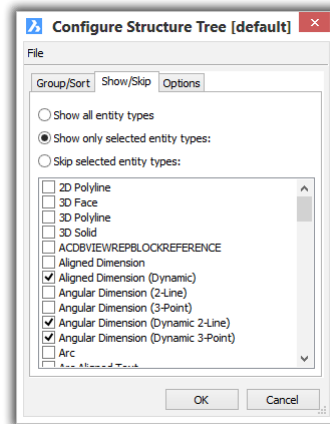 Configure Structure Tree [default]
File
Group/Sort Show/Skip Options
Show all entity types
Show only selected entity types:
Skip selected entity types:
2D Polyline
3D Face
3D Polyline
3D Solid
ACDBVIEWREPBLOCKREFERENCE
Aligned Dimension
Aligned Dimension (Dynamic)
Angular Dimension (2-Line)
Angular Dimension (3-Point)
Angular Dimension (Dynamic 2-Line)
Angular Dimension (Dynamic 3-Point)
Arc
Arc Aligned Text
OK Cancel